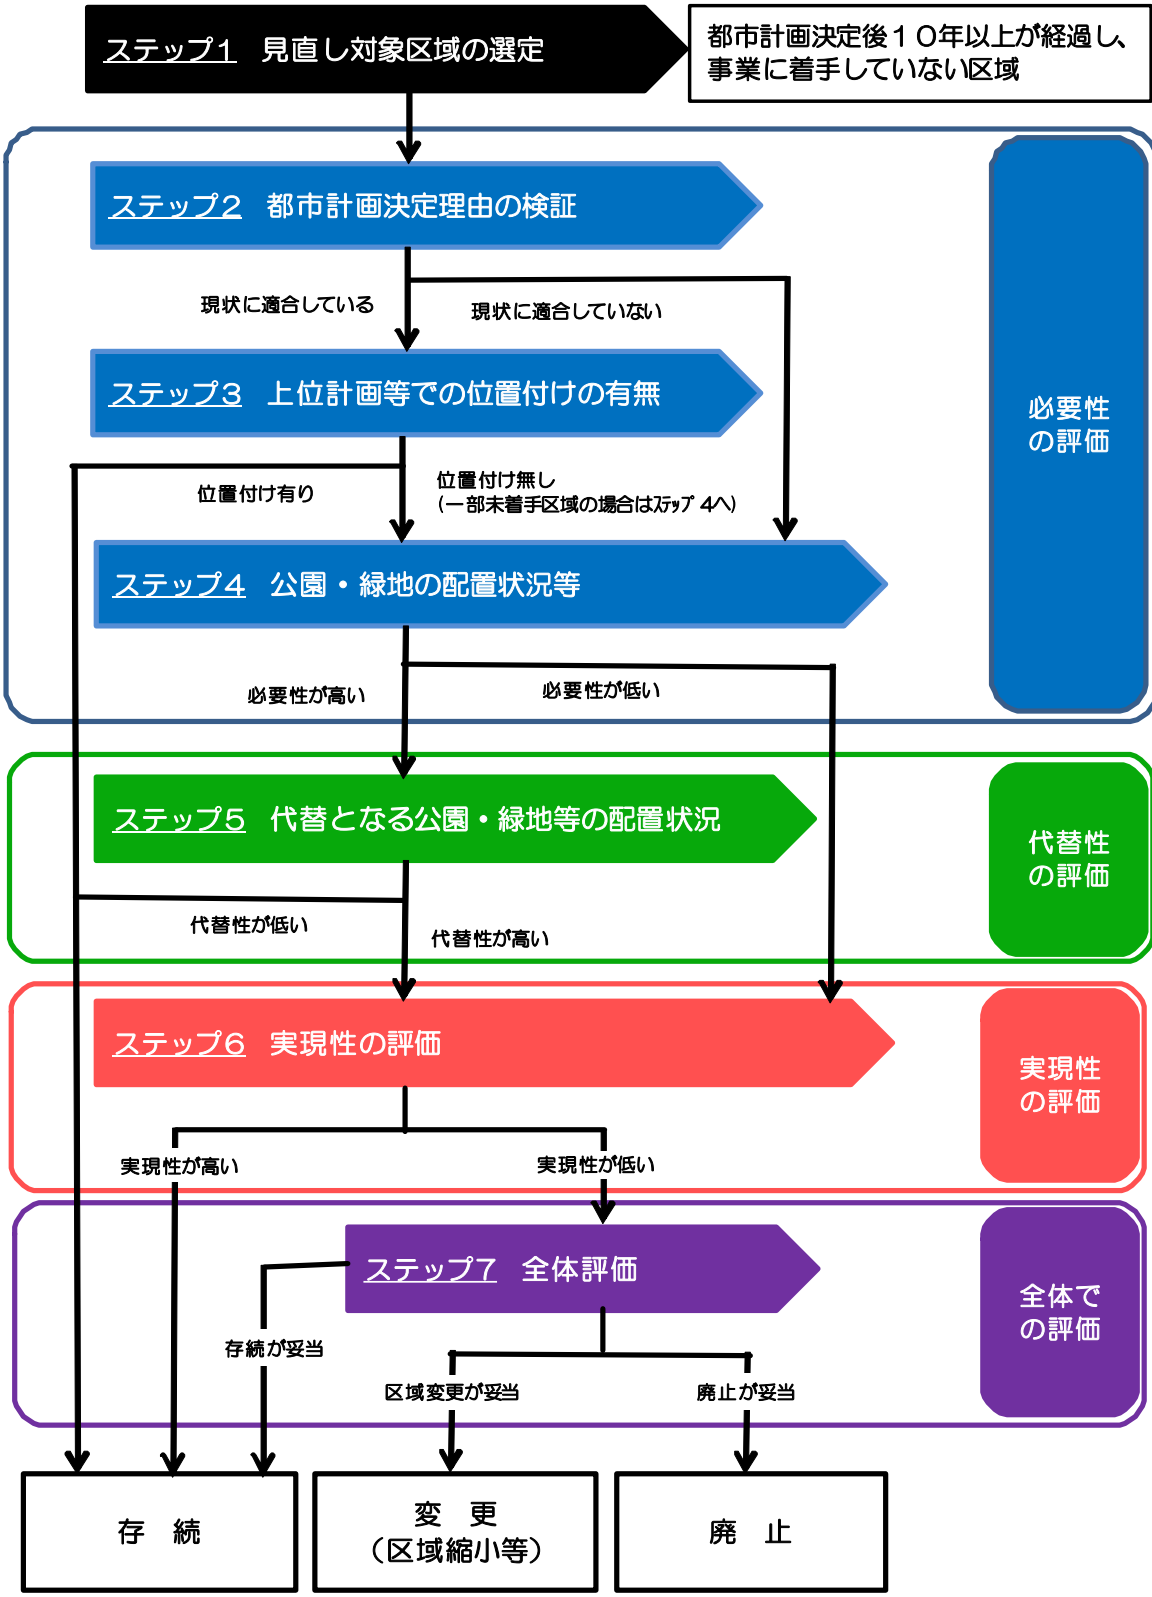 ステップ1　見直し対象区域の選定
都市計画決定後１０年以上が経過し、
事業に着手していない区域
ステップ2　都市計画決定理由の検証
現状に適合している
現状に適合していない
ステップ3　上位計画等での位置付けの有無
必要性
の評価
位置付け有り
位置付け無し
(一部未着手区域の場合はステップ4へ)
ステップ4　公園・緑地の配置状況等
必要性が高い
必要性が低い
ステップ5　代替となる公園・緑地等の配置状況
代替性
の評価
代替性が低い
代替性が高い
ステップ6　実現性の評価
実現性
の評価
実現性が高い
実現性が低い
ステップ7　全体評価
全体で
の評価
存続が妥当
区域変更が妥当
廃止が妥当
存　続
変　更
（区域縮小等）
廃　止